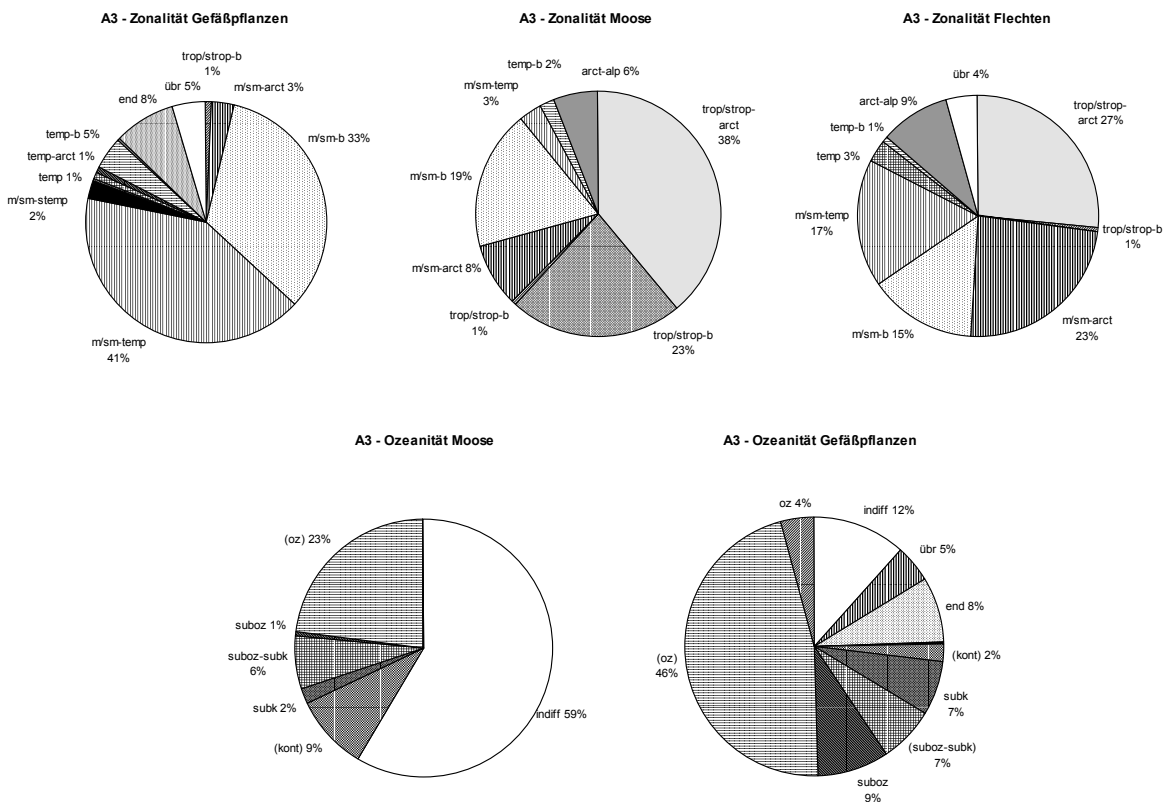 A3 - Zonalität Gefäßpflanzen
trop/strop-b
1%
m/sm-arct 3%
m/sm-b 33%
m/sm-temp
41%
m/sm-stemp
2%
temp 1%
temp-arct 1%
temp-b 5%
end 8%
übr 5%
A3 - Zonalität Moose
trop/strop-
arct
38%
trop/strop-b
23%
trop/strop-b
1%
m/sm-arct 8%
m/sm-b 19%
m/sm-temp
3%
temp-b 2%
arct-alp 6%
A3 - Zonalität Flechten
trop/strop-
arct 27%
trop/strop-b
1%
m/sm-arct
23%
m/sm-b 15%
m/sm-temp
17%
temp 3%
temp-b 1%
arct-alp 9%
übr 4%
A3 - Ozeanität Moose
indiff 59%
(kont) 9%
subk 2%
suboz-subk
6%
suboz 1%
(oz) 23%
A3 - Ozeanität Gefäßpflanzen
indiff 12%
übr 5%
end 8%
(kont) 2%
subk
7%
(suboz-subk)
7%
suboz
9%
(oz)
46%
oz 4%